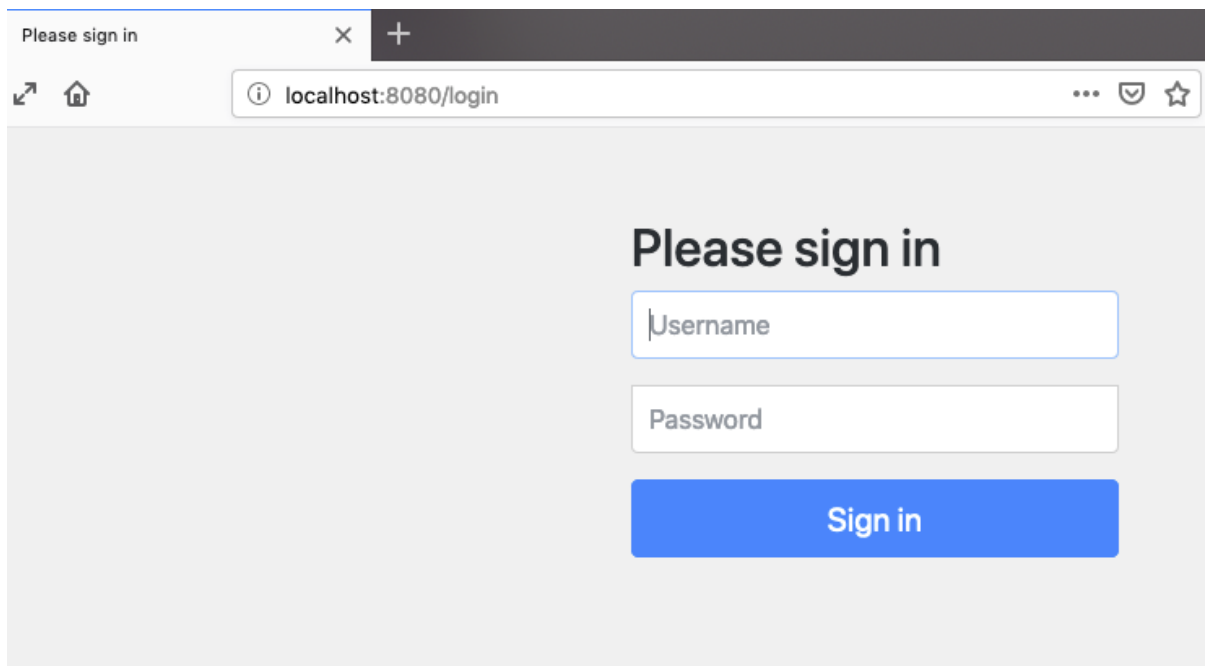 Please sign in
localhost:8080/login
Please sign in
Username
Password
Sign in